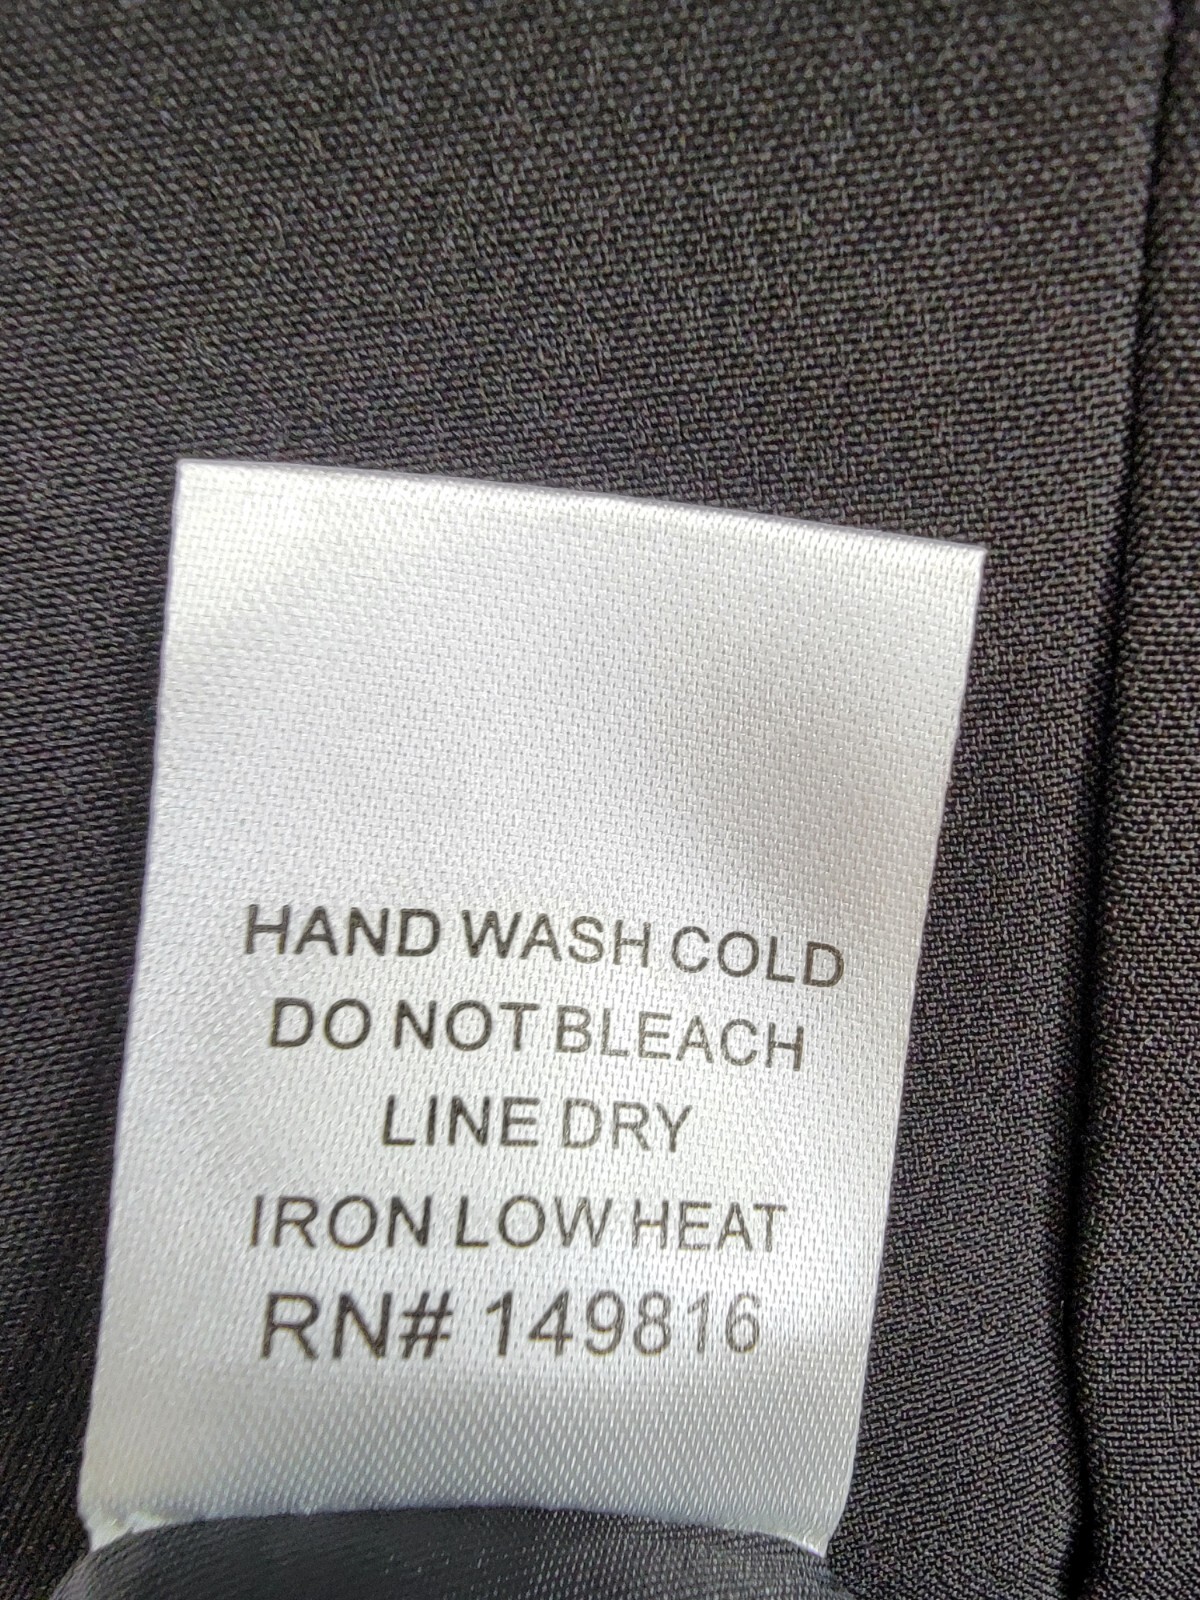 HAND WASH COLD
DO NOT BLEACH
LINE DRY
IRON LOW HEAT
RN# 149816